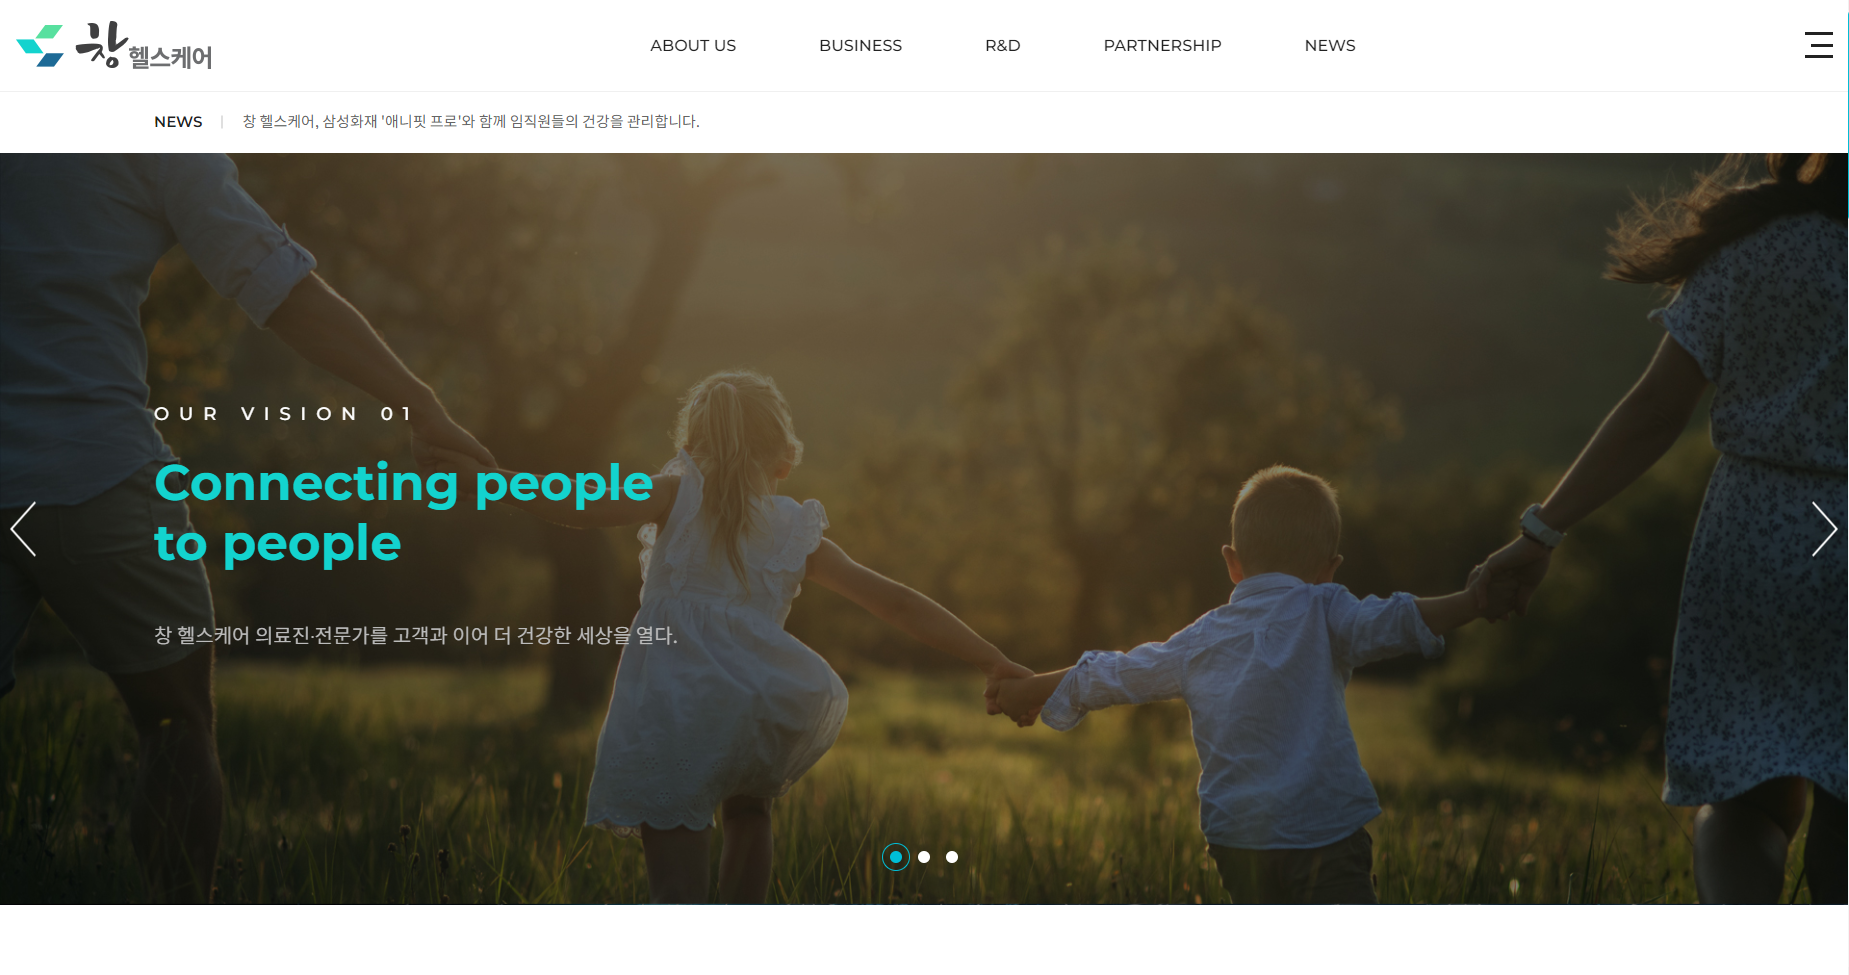 창 헬스케어
ABOUT US
BUSINESS
R&D
PARTNERSHIP
NEWS
NEWS | 창 헬스케어, 삼성화재 '애니핏 프로'와 함께 임직원들의 건강을 관리합니다.
OUR VISION 01
Connecting people
to people
창 헬스케어 의료진·전문가를 고객과 이어 더 건강한 세상을 열다.